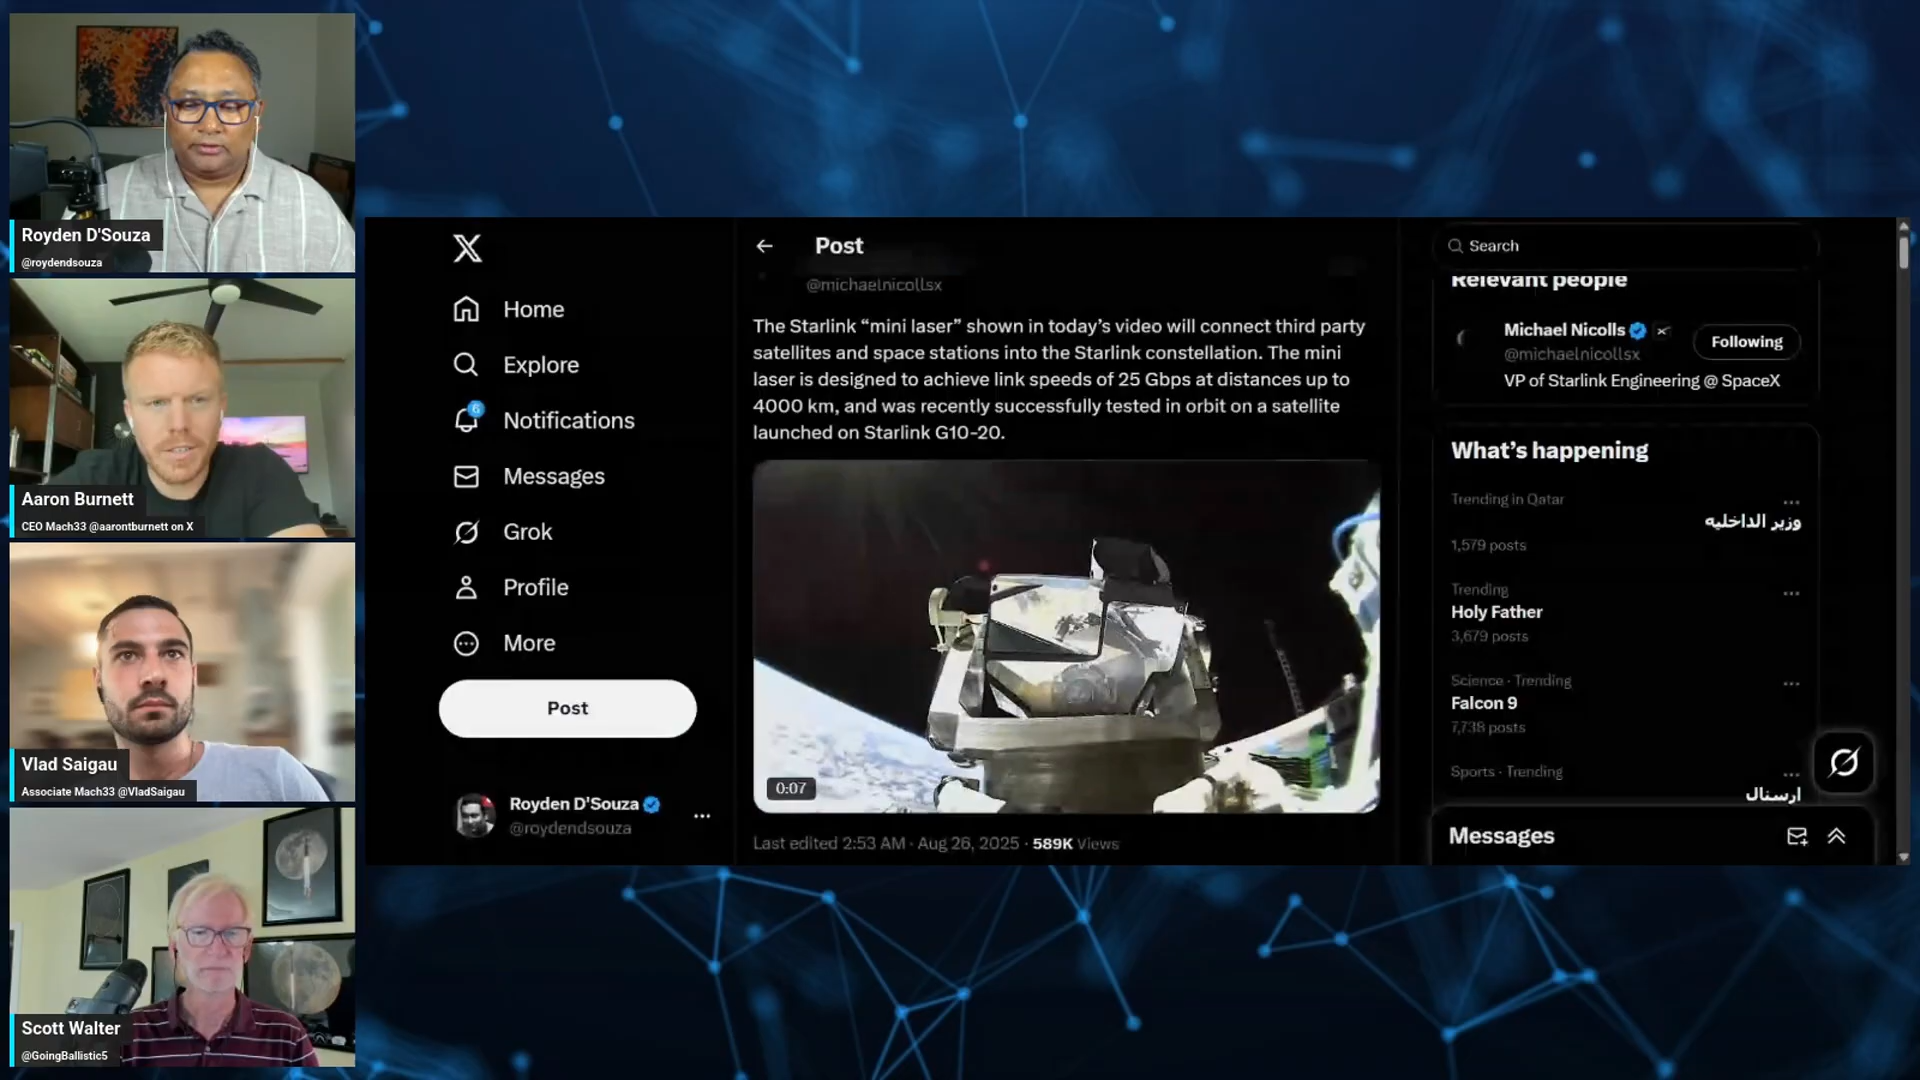 Royden D'Souza
@roydendsouza
Aaron Burnett
CEO Mach33 @aarontburnett on X
Vlad Saigau
Associate Mach33 @VladSaigau
Scott Walter
@GoingBallistic5
Home
Explore
6
Notifications
Messages
Grok
Profile
More
Post
Royden D'Souza
@roydendsouza
Post
@michaelnicollsx
The Starlink “mini laser” shown in today’s video will connect third party
satellites and space stations into the Starlink constellation. The mini
laser is designed to achieve link speeds of 25 Gbps at distances up to
4000 km, and was recently successfully tested in orbit on a satellite
launched on Starlink G10-20.
0:07
Last edited 2:53 AM · Aug 26, 2025 · 589K Views
Search
Relevant people
Michael Nicolls
@michaelnicollsx
Following
VP of Starlink Engineering @ SpaceX
What’s happening
Trending in Qatar
وزير الداخليه
1,579 posts
Trending
Holy Father
3,679 posts
Science · Trending
Falcon 9
7,738 posts
Sports · Trending
ارسنال
Messages